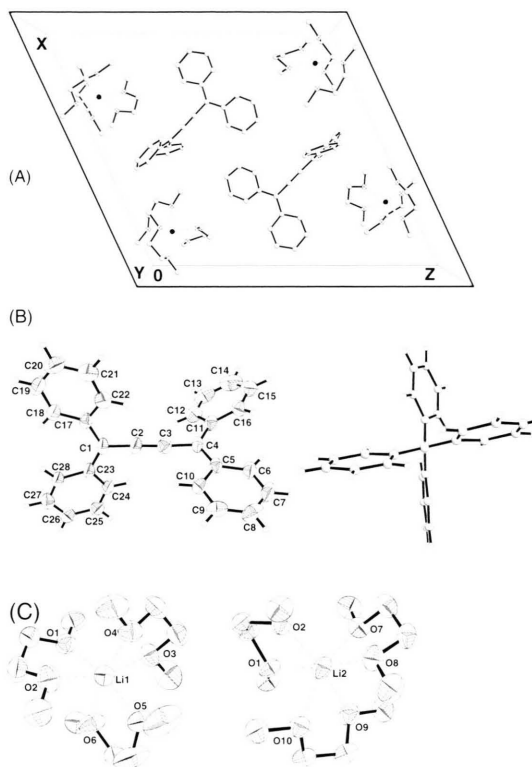 X
(A)
Y 0 Z
(B)
C20 C21
C19 C22
C18
C17
C1 C2 C3 C4
C13 C14
C15
C12
C11 C16
C28 C23
C27 C24
C26 C25
C10 C5 C6
C9 C7
C8
(C)
O1 O4'
O3
O2 Li1
O5
O6
O2 O7
O1 Li2 O8
O9
O10